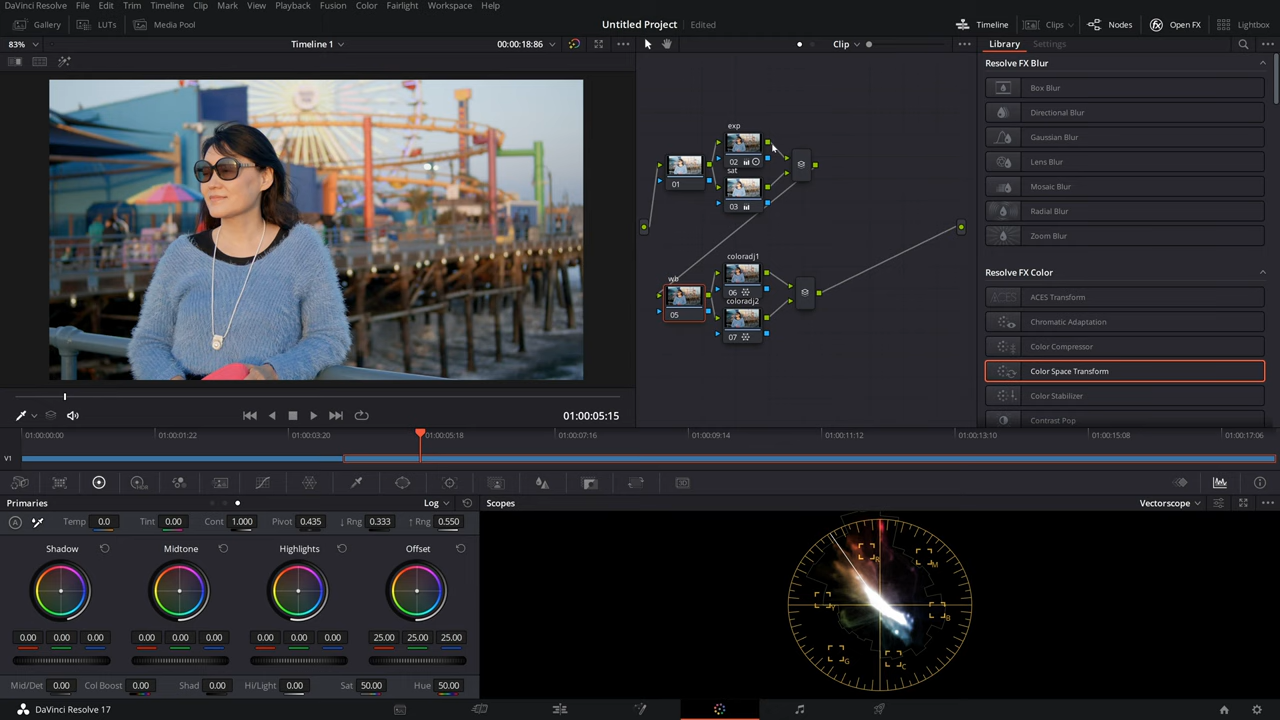 DaVinci Resolve File Edit Trim Timeline Clip Mark View Playback Fusion Color Fairlight Workspace Help
Gallery LUTs Media Pool Untitled Project Edited Timeline Clips Nodes Open FX Lightbox
83% Timeline 1 00:00:18:86 Clip Library Settings
Resolve FX Blur
Box Blur
Directional Blur
Gaussian Blur
Lens Blur
Mosaic Blur
Radial Blur
Zoom Blur
Resolve FX Color
ACES Transform
Chromatic Adaptation
Color Compressor
Color Space Transform
Color Stabilizer
Contrast Pop
exp
02
sat
01
03
coloradj1
wb
06
coloradj2
05
07
01:00:05:15
01:00:00:00 01:00:01:22 01:00:03:20 01:00:05:18 01:00:07:16 01:00:09:14 01:00:11:12 01:00:13:10 01:00:15:08 01:00:17:06
V1
Primaries Log Scopes Vectorscope
Temp 0.0 Tint 0.00 Cont 1.000 Pivot 0.435 ↓ Rng 0.333 ↑ Rng 0.550
Shadow Midtone Highlights Offset
0.00 0.00 0.00 0.00 0.00 0.00 0.00 0.00 0.00 25.00 25.00 25.00
Mid/Det 0.00 Col Boost 0.00 Shad 0.00 Hi/Light 0.00 Sat 50.00 Hue 50.00
R
M
Y
B
G
C
DaVinci Resolve 17